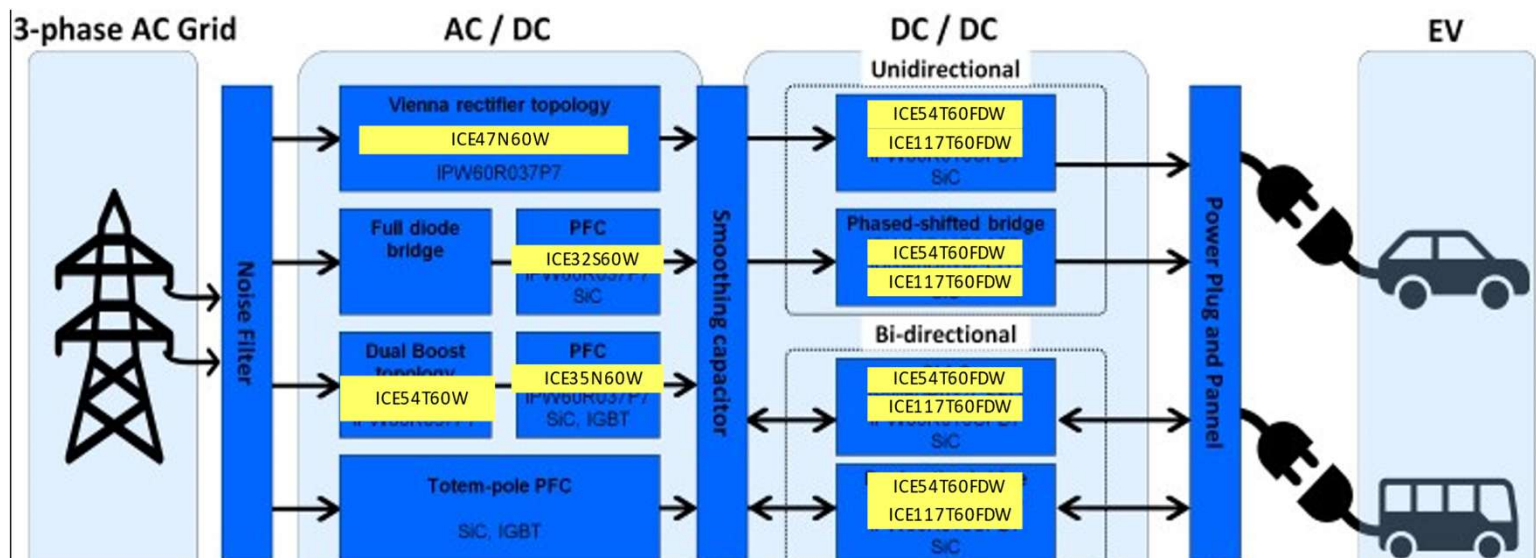 3-phase AC Grid
AC / DC
DC / DC
EV
Unidirectional
Noise Filter
Vienna rectifier topology
ICE47N60W
IPW60R037P7
Full diode
bridge
PFC
ICE32S60W
IPW60R037P7
SiC
Dual Boost
topology
ICE54T60W
PFC
ICE35N60W
IPW60R037P7
SiC, IGBT
Totem-pole PFC
SiC, IGBT
Smoothing capacitor
ICE54T60FDW
ICE117T60FDW
SiC
Phased-shifted bridge
ICE54T60FDW
ICE117T60FDW
Bi-directional
ICE54T60FDW
ICE117T60FDW
SiC
ICE54T60FDW
ICE117T60FDW
SiC
Power Plug and Pannel